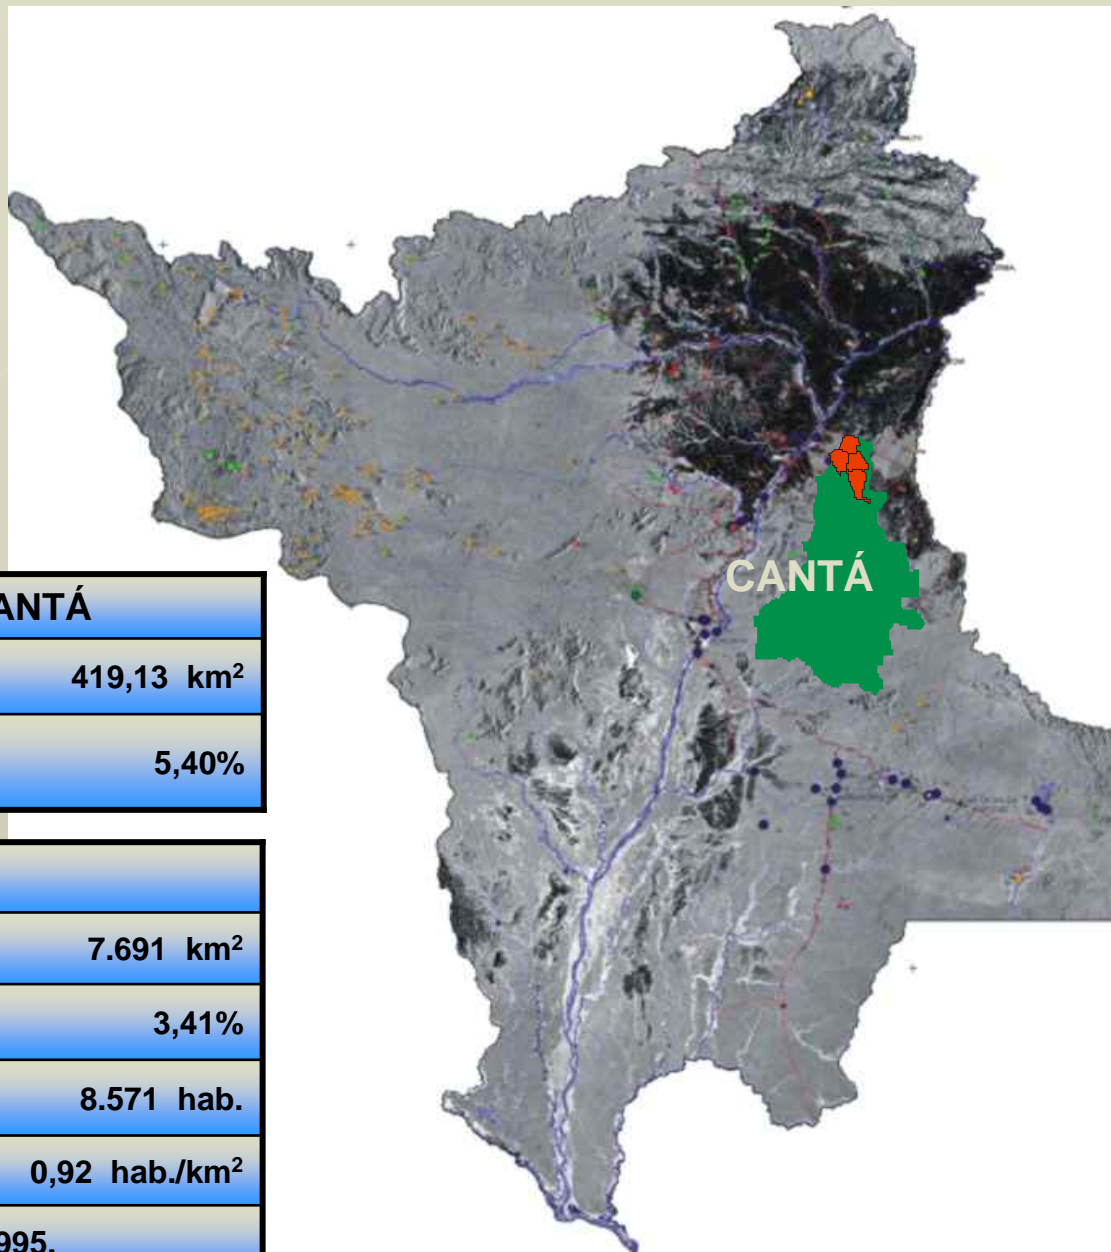 CANTÁ
ANTÁ
419,13 km²
5,40%
7.691 km²
3,41%
8.571 hab.
0,92 hab./km²
995.